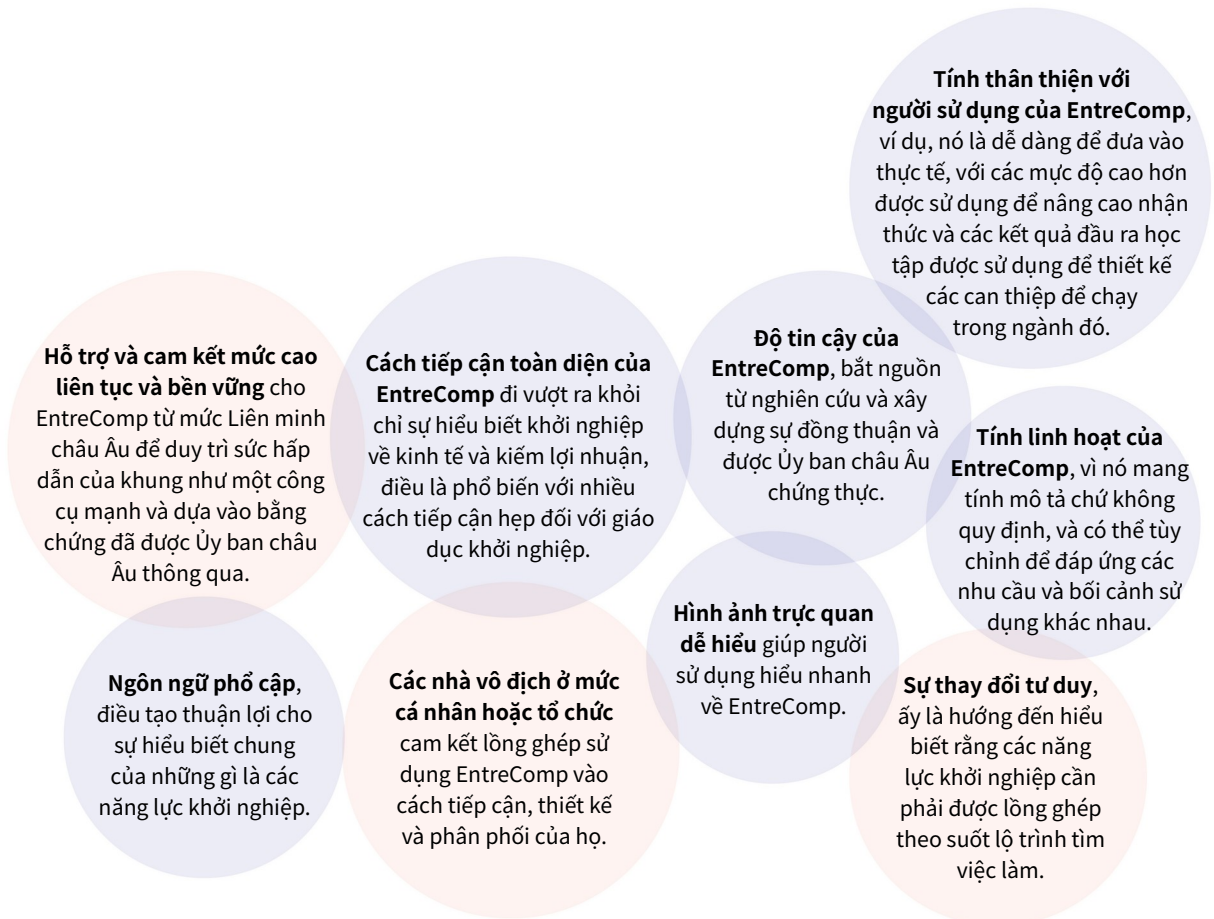 Tính thân thiện với
người sử dụng của EntreComp,
ví dụ, nó là dễ dàng để đưa vào
thực tế, với các mực độ cao hơn
được sử dụng để nâng cao nhận
thức và các kết quả đầu ra học
tập được sử dụng để thiết kế
các can thiệp để chạy
trong ngành đó.
Hỗ trợ và cam kết mức cao
liên tục và bền vững cho
EntreComp từ mức Liên minh
châu Âu để duy trì sức hấp
dẫn của khung như một công
cụ mạnh và dựa vào bằng
chứng đã được Ủy ban châu
Âu thông qua.
Cách tiếp cận toàn diện của
EntreComp đi vượt ra khỏi
chỉ sự hiểu biết khởi nghiệp
về kinh tế và kiếm lợi nhuận,
điều là phổ biến với nhiều
cách tiếp cận hẹp đối với giáo
dục khởi nghiệp.
Độ tin cậy của
EntreComp, bắt nguồn
từ nghiên cứu và xây
dựng sự đồng thuận và
được Ủy ban châu Âu
chứng thực.
Tính linh hoạt của
EntreComp, vì nó mang
tính mô tả chứ không
quy định, và có thể tùy
chỉnh để đáp ứng các
nhu cầu và bối cảnh sử
dụng khác nhau.
Ngôn ngữ phổ cập,
điều tạo thuận lợi cho
sự hiểu biết chung
của những gì là các
năng lực khởi nghiệp.
Các nhà vô địch ở mức
cá nhân hoặc tổ chức
cam kết lồng ghép sử
dụng EntreComp vào
cách tiếp cận, thiết kế
và phân phối của họ.
Hình ảnh trực quan
dễ hiểu giúp người
sử dụng hiểu nhanh
về EntreComp.
Sự thay đổi tư duy,
ấy là hướng đến hiểu
biết rằng các năng
lực khởi nghiệp cần
phải được lồng ghép
theo suốt lộ trình tìm
việc làm.